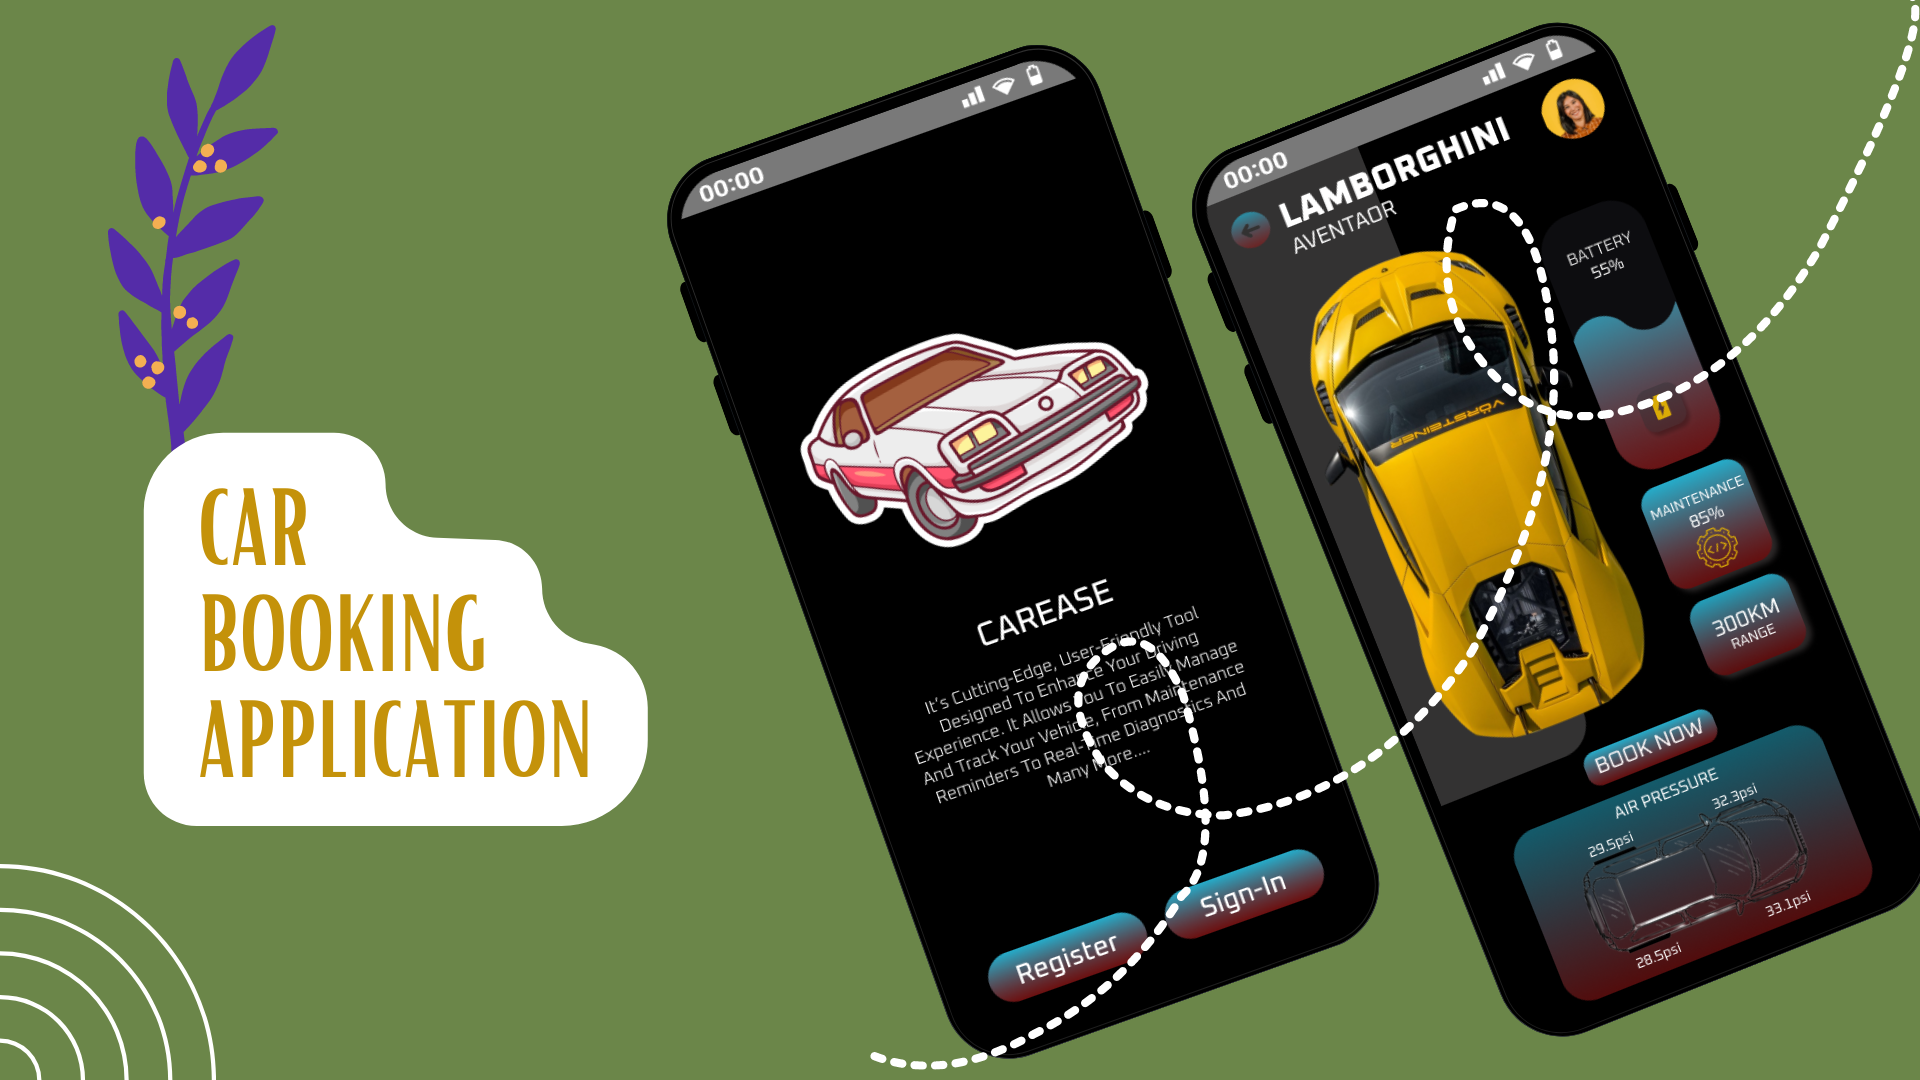 CAR
BOOKING
APPLICATION
00:00
CAREASE
It's Cutting-Edge, User-Friendly Tool
Designed To Enhance Your Driving
Experience. It Allows You To Easily Manage
And Track Your Vehicle, From Maintenance
Reminders To Real-Time Diagnostics And
Many More....
Register
Sign-In
00:00
LAMBORGHINI
AVENTAOR
BATTERY
55%
VORSTEINER
MAINTENANCE
85%
</>
300KM
RANGE
BOOK NOW
AIR PRESSURE
29.5psi
32.3psi
28.5psi
33.1psi